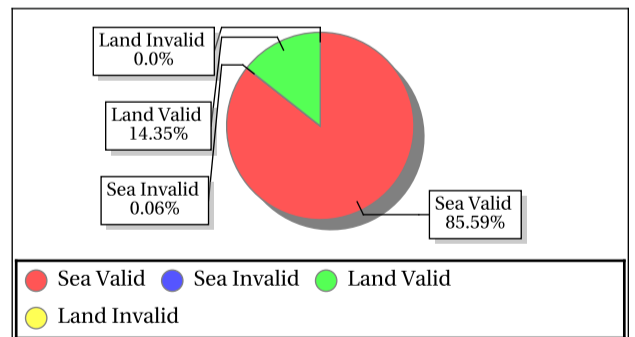 Land Invalid
0.0%
Land Valid
14.35%
Sea Invalid
0.06%
Sea Valid
85.59%
Sea Valid Sea Invalid Land Valid
Land Invalid